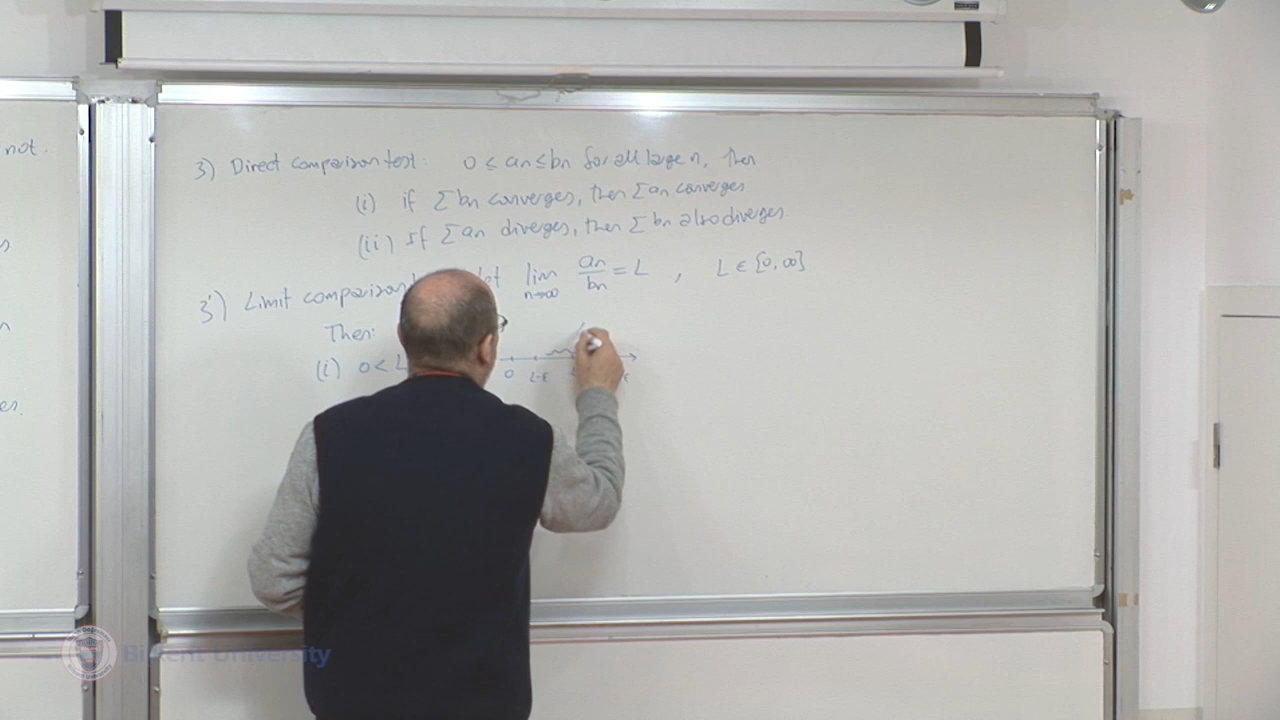 not.
3) Direct comparison test: 0 ≤ an ≤ bn for all large n, Then
(i) if Σ bn converges, then Σ an converges
(ii) If Σ an diverges, then Σ bn also diverges
3') Limit comparison lim n→∞ an/bn = L , L ∈ [0, ∞]
Then:
(i) 0 < L
0 L-ε
Bilkent University